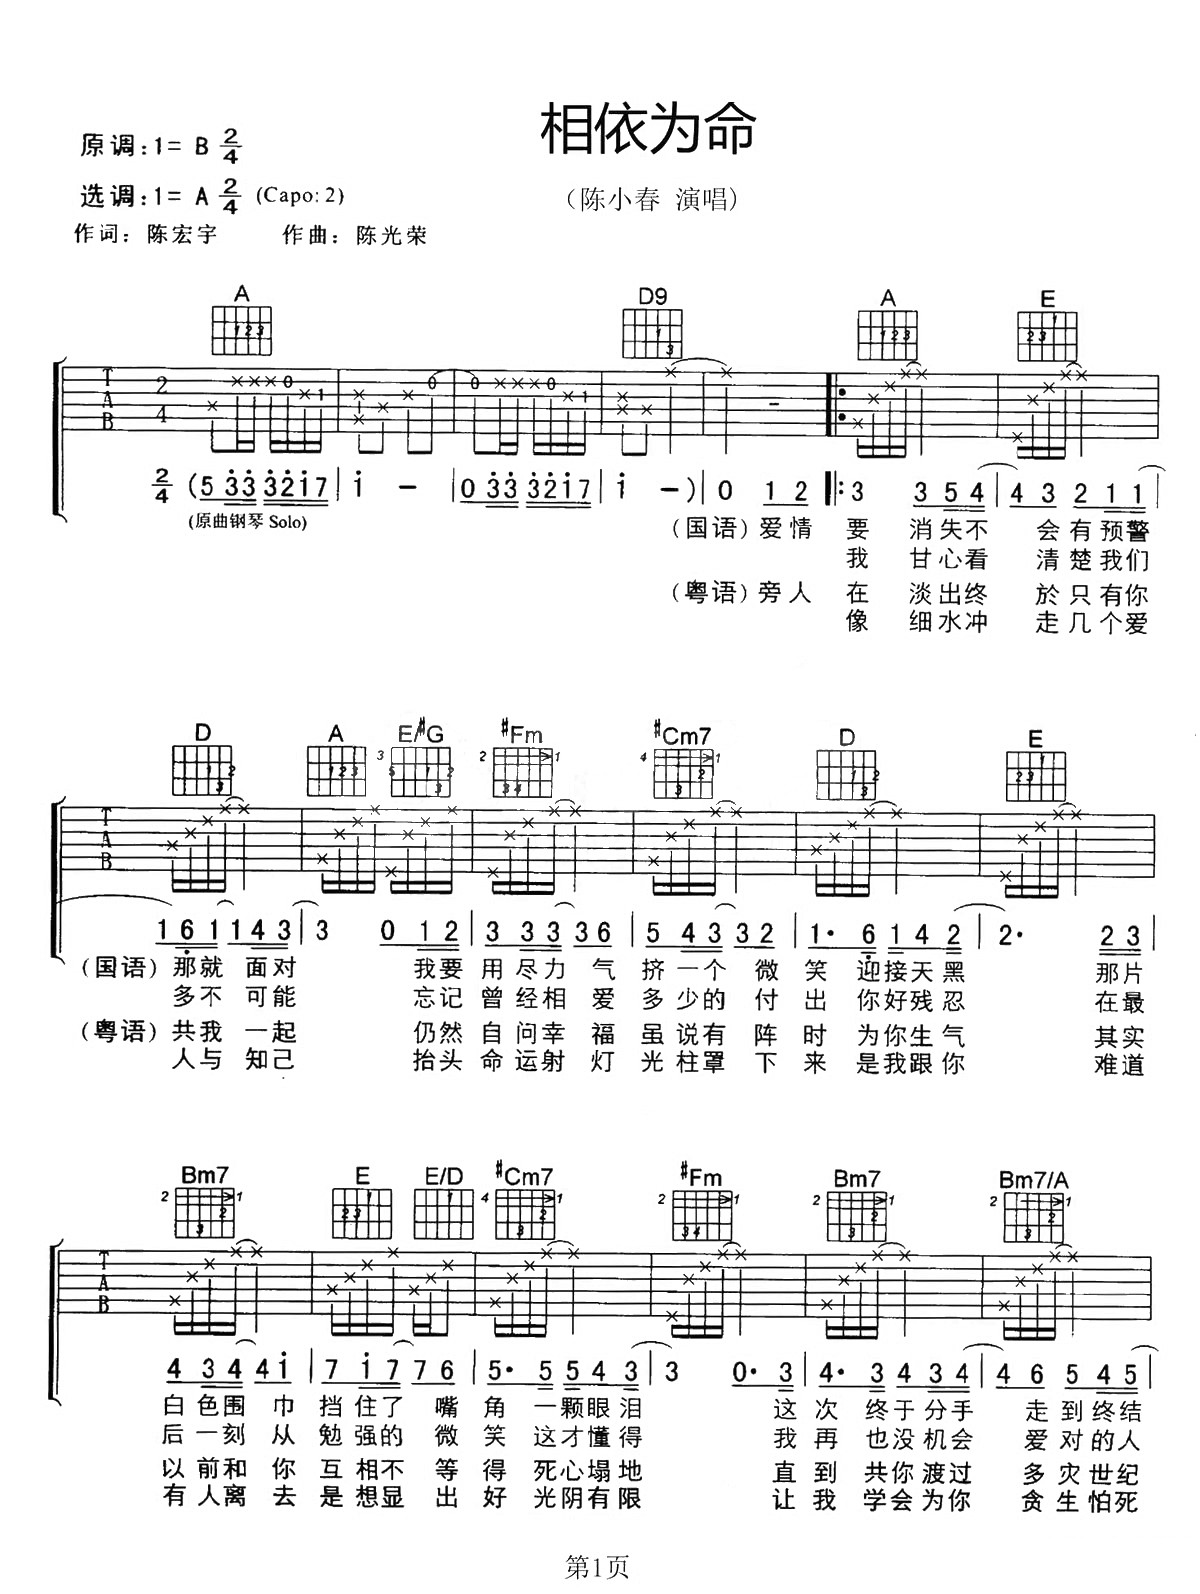 相依为命
原调:1= B 2/4
选调:1= A 2/4 (Capo: 2)
(陈小春 演唱)
作词: 陈宏宇 作曲: 陈光荣
A D9 A E
T A B 2/4
2/4 (5 33 3217 | i - | 0 33 3217 | i - ) | 0 1 2 |: 3 3 5 4 | 4 3 2 1 1
(原曲钢琴 Solo)
(国语) 爱情 要 消失不 会有预警
我 甘心看 清楚我们
(粤语) 旁人 在 淡出终 於只有你
像 细水冲 走几个爱
D A E/#G #Fm #Cm7 D E
T A B
1 6 1 1 4 3 | 3 0 1 2 | 3 3 3 3 6 | 5 4 3 3 2 | 1· 6 1 4 2 | 2· 2 3 |
(国语) 那就 面对 我要 用尽力 气 挤一个 微 笑 迎接天黑 那片
多不 可能 忘记 曾经相 爱 多少的 付 出 你好残忍 在最
(粤语) 共我 一起 仍然 自问幸 福 虽说有 阵 时 为你生气 其实
人与 知己 抬头 命运射 灯 光柱罩 下 来 是我跟你 难道
Bm7 E E/D #Cm7 #Fm Bm7 Bm7/A
T A B
4 3 4 4 i | 7 i 7 7 6 | 5· 5 5 4 3 | 3 0· 3 | 4· 3 4 3 4 | 4 6 5 4 5 |
白色围 巾 挡住了 嘴 角 一颗眼泪 这 次 终于分手 走到终结
后一刻 从 勉强的 微 笑 这才懂得 我 再 也没机会 爱对的人
以前和 你 互相不 等 得 死心塌地 直 到 共你渡过 多灾世纪
有人离 去 是想显 出 好 光阴有限 让 我 学会为你 贪生怕死
第1页